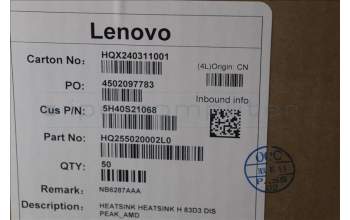 Lenovo
Carton No: HQX240311001
(4L)Origin: CN
PO: 4502097783
Inbound info
Cus P/N: 5H40S21068
Part No: HQ255020002L0
QTY: 50
Remark: NB6287AAA
Desc: HEATSINK HEATSINK H 83D3 DIS
PEAK_AMD